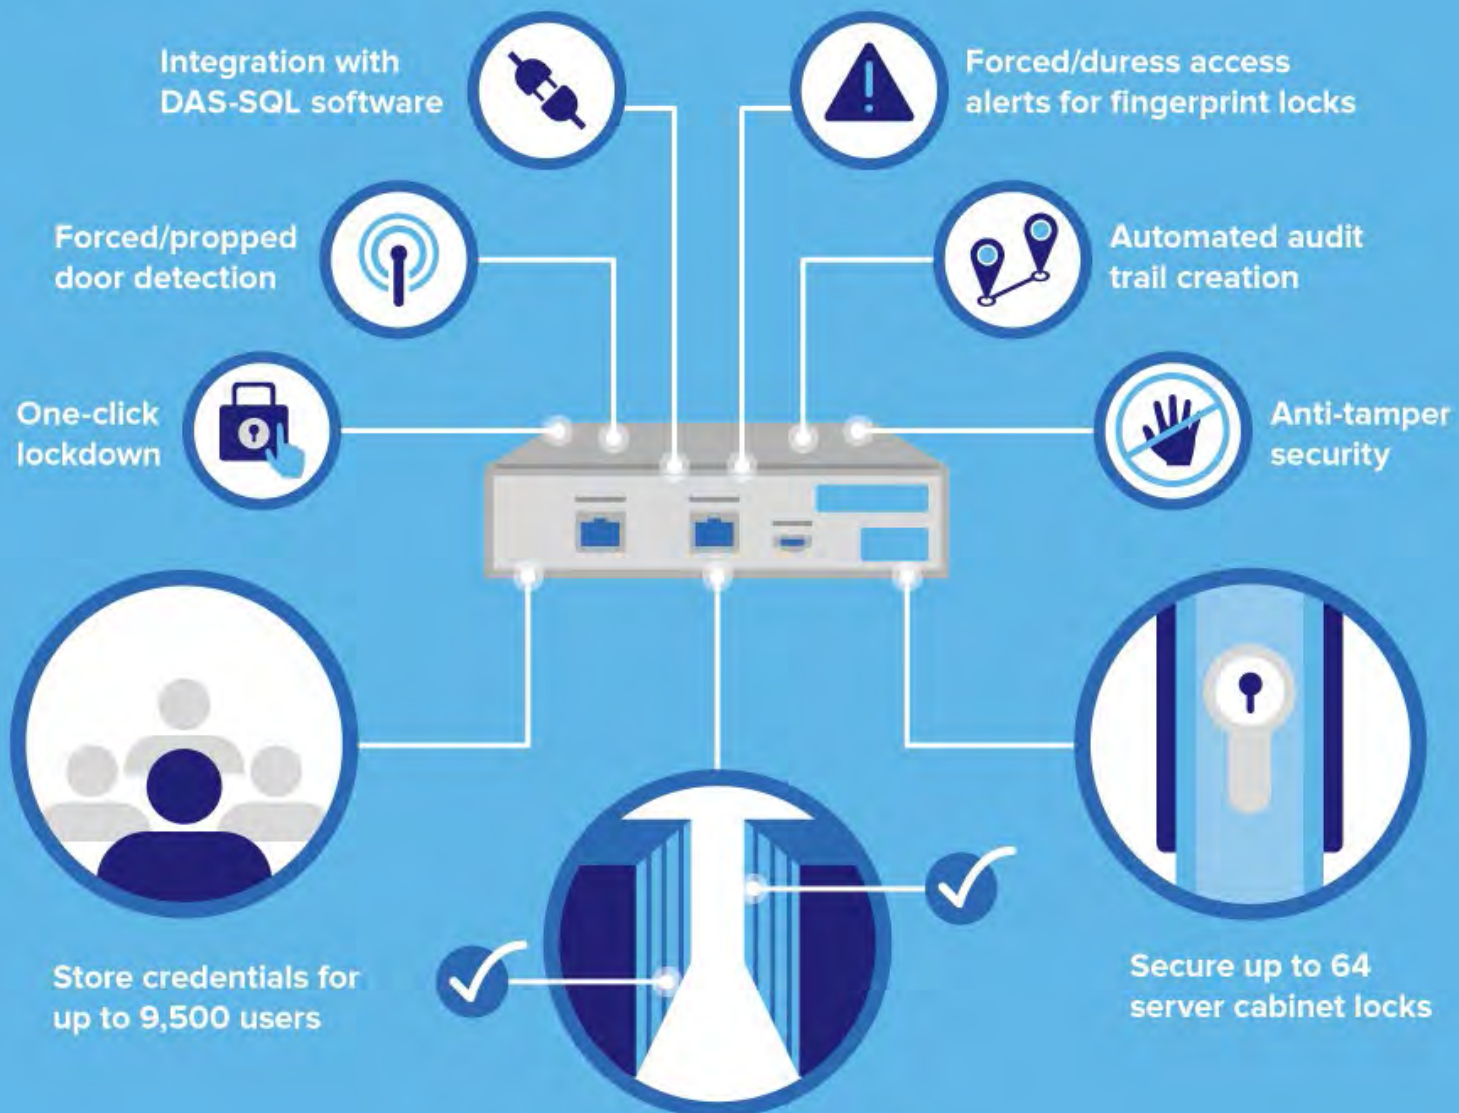 Integration with
DAS-SQL software
Forced/duress access
alerts for fingerprint locks
Forced/propped
door detection
Automated audit
trail creation
One-click
lockdown
Anti-tamper
security
Store credentials for
up to 9,500 users
Secure up to 64
server cabinet locks